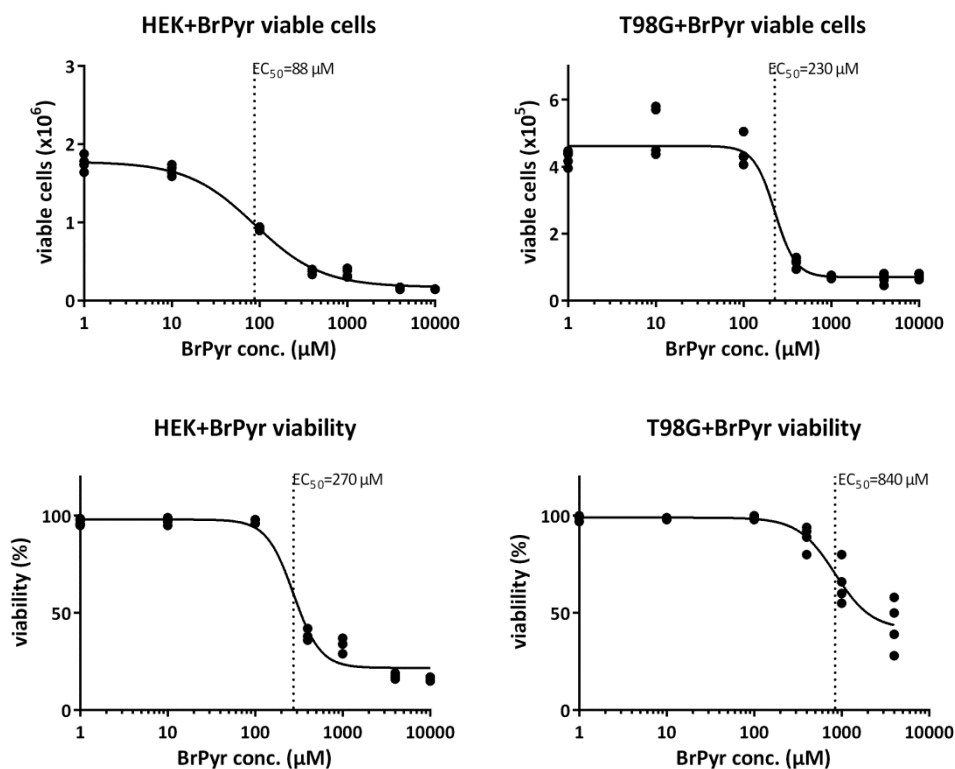 HEK+BrPyr viable cells
EC50=88 µM
viable cells (x10^6)
3
2
1
0
1 10 100 1000 10000
BrPyr conc. (µM)
T98G+BrPyr viable cells
EC50=230 µM
viable cells (x10^5)
6
4
2
0
1 10 100 1000 10000
BrPyr conc. (µM)
HEK+BrPyr viability
EC50=270 µM
viability (%)
100
50
0
1 10 100 1000 10000
BrPyr conc. (µM)
T98G+BrPyr viability
EC50=840 µM
viablility (%)
100
50
0
1 10 100 1000 10000
BrPyr conc. (µM)